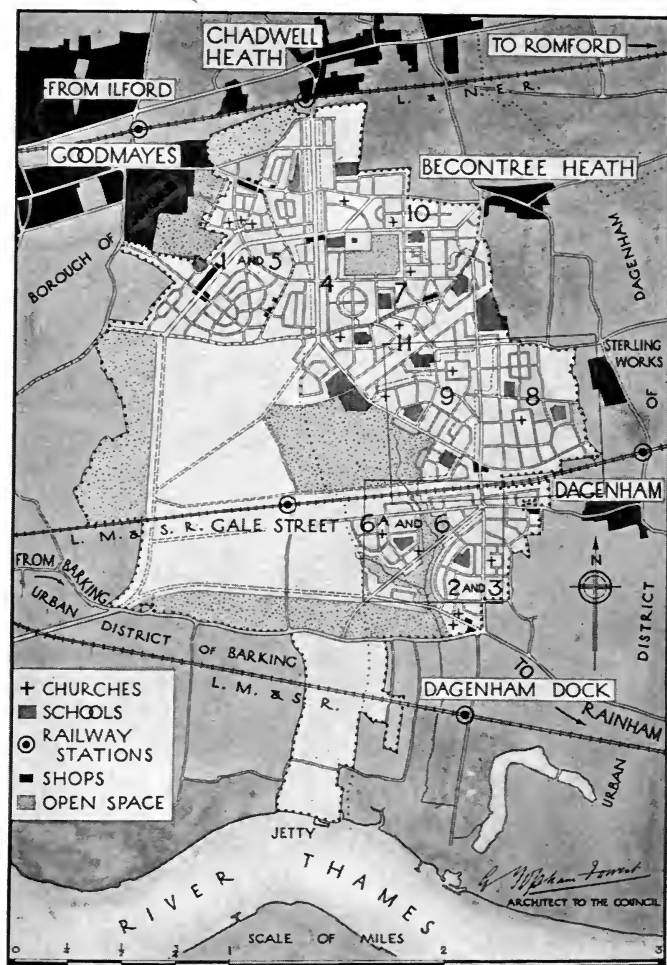 CHADWELL
HEATH
TO ROMFORD
FROM ILFORD
L. & N.E.R.
GOODMAYES
BECONTREE HEATH
10
BOROUGH OF
1 AND 5
4
7
DAGENHAM
11
STERLING
WORKS
9
8
OF
DAGENHAM
L. M. & S. R.
GALE STREET
6A AND 6
FROM BARKING
N
2 AND 3
URBAN DISTRICT OF BARKING
DISTRICT
L. M. & S. R.
TO
RAINHAM
DAGENHAM DOCK
CHURCHES
SCHOOLS
RAILWAY
STATIONS
SHOPS
OPEN SPACE
URBAN
JETTY
RIVER THAMES
ARCHITECT TO THE COUNCIL
SCALE OF MILES
0 1 2 3